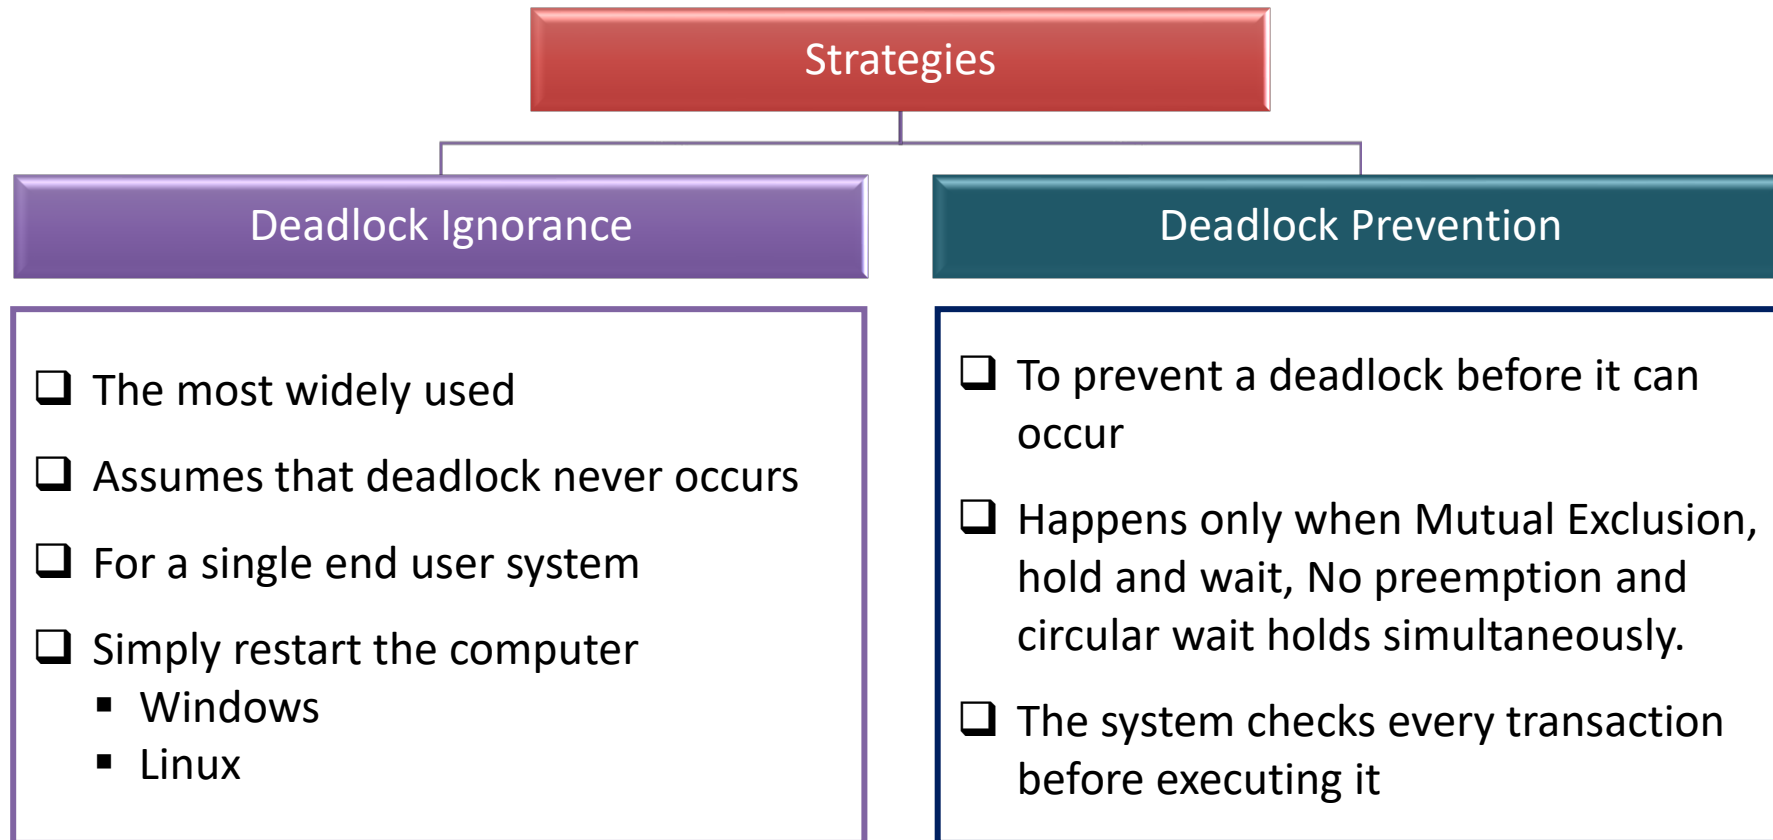 Strategies
Deadlock Ignorance
The most widely used
Assumes that deadlock never occurs
For a single end user system
Simply restart the computer
Windows
Linux
Deadlock Prevention
To prevent a deadlock before it can
occur
Happens only when Mutual Exclusion,
hold and wait, No preemption and
circular wait holds simultaneously.
The system checks every transaction
before executing it